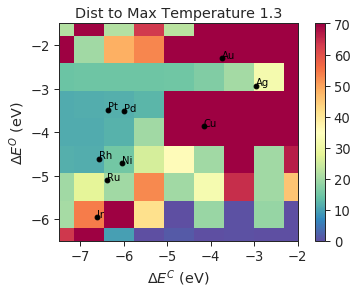 Dist to Max Temperature 1.3
ΔE^O (eV)
−2
−3
−4
−5
−6
Au
Ag
Pt
Pd
Cu
Rh
Ni
Ru
Ir
−7
−6
−5
−4
−3
−2
ΔE^C (eV)
70
60
50
40
30
20
10
0